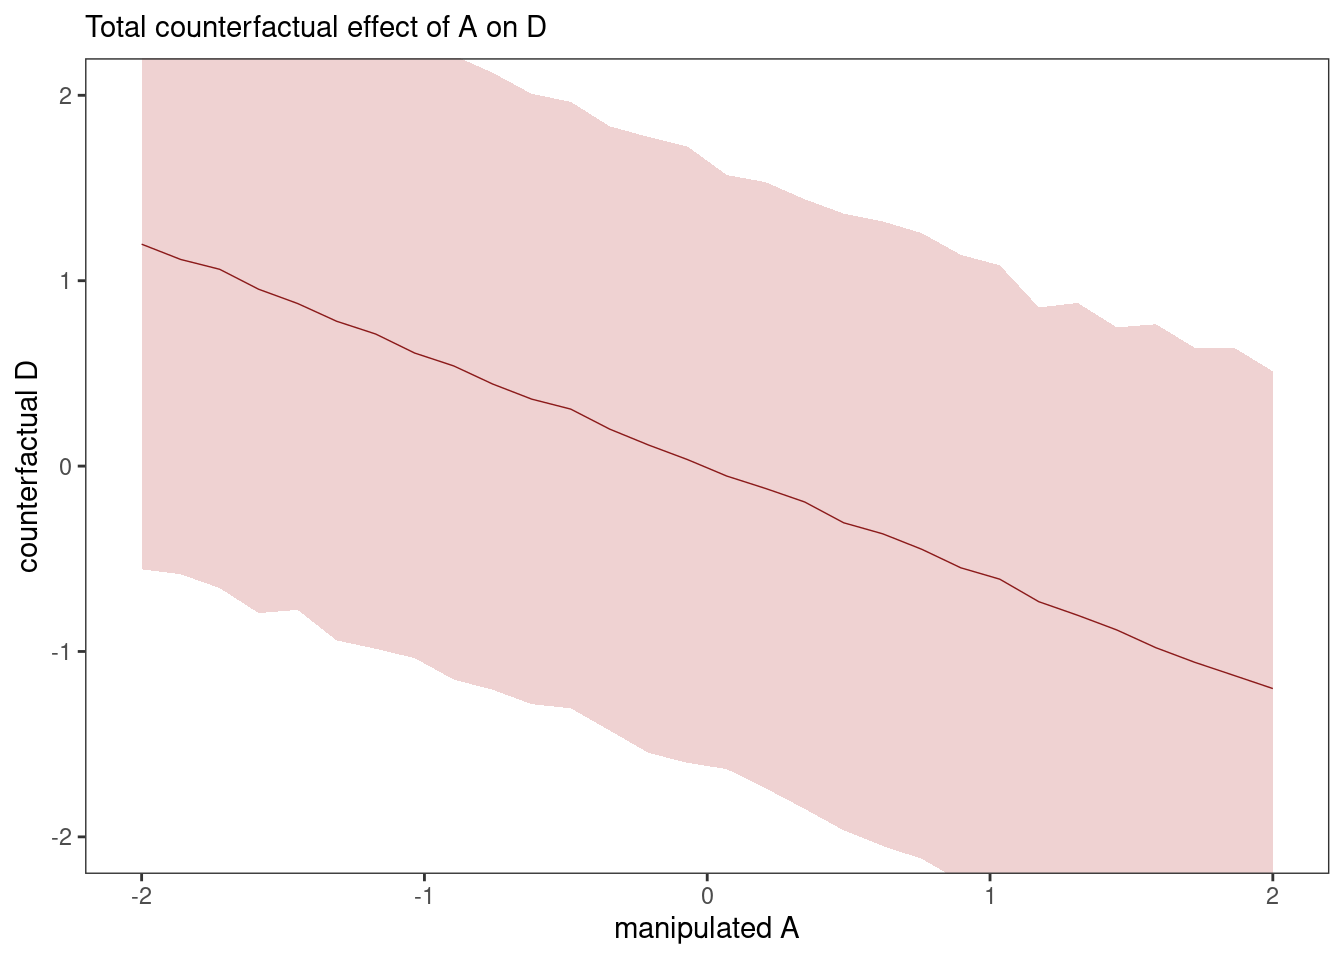 Total counterfactual effect of A on D
2
1
0
-1
-2
counterfactual D
-2 -1 0 1 2
manipulated A